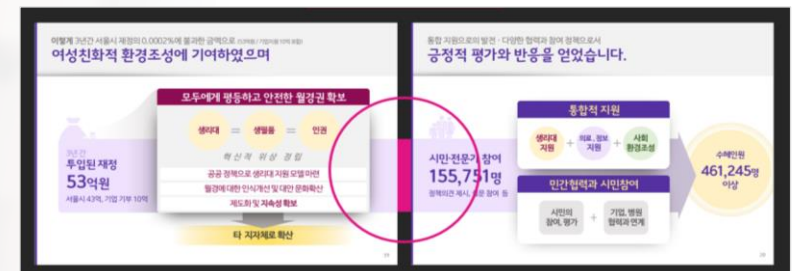 이렇게 3년간 서울시 재정의 0.0002%에 불과한 금액으로
여성친화적 환경조성에 기여하였으며
모두에게 평등하고 안전한 월경권 확보
생리대 = 생필품 = 인권
혁신적 위상 정립
공공 정책으로 생리대 지원 모델 마련
월경에 대한 인식개선 및 대안 문화확산
제도화 및 지속성 확보
타 지자체로 확산
3년간
투입된 재정
53억원
서울시 43억, 기업 기부 10억
통합 지원으로의 발전 - 다양한 협력과 참여 정책으로서
긍정적 평가와 반응을 얻었습니다.
시민·전문가 참여
155,751명
정책의견 제시, 참여 등
통합적 지원
생리대 지원 + 의료, 정보 지원 + 사회 환경조성
민간협력과 시민참여
시민의 참여, 평가 + 기업, 병원 협력과 연계
수혜인원
461,245명
이상